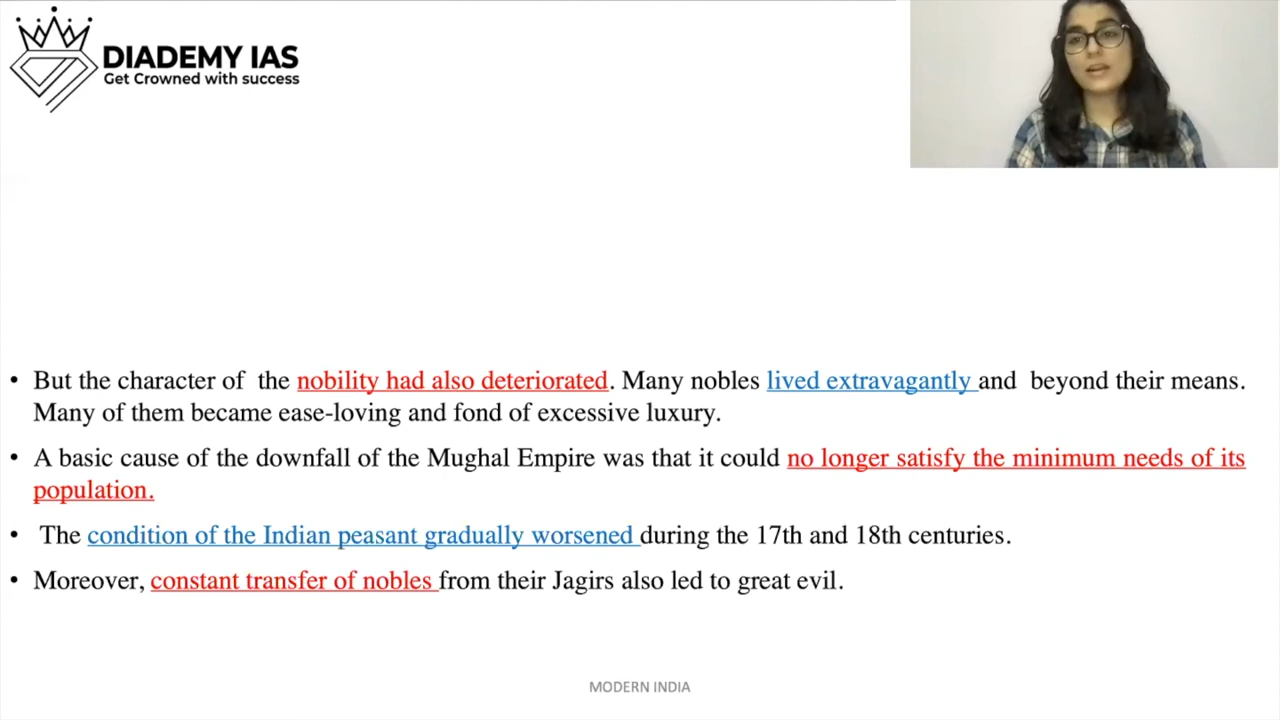 DIADEMY IAS
Get Crowned with success
• But the character of the nobility had also deteriorated. Many nobles lived extravagantly and beyond their means.
Many of them became ease-loving and fond of excessive luxury.
• A basic cause of the downfall of the Mughal Empire was that it could no longer satisfy the minimum needs of its
population.
• The condition of the Indian peasant gradually worsened during the 17th and 18th centuries.
• Moreover, constant transfer of nobles from their Jagirs also led to great evil.
MODERN INDIA